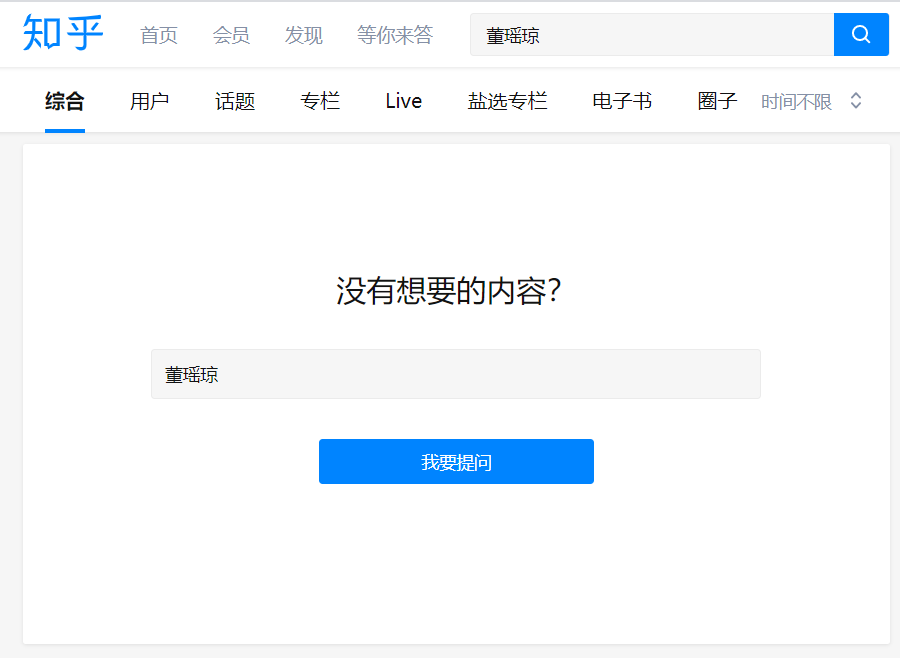 知乎 首页 会员 发现 等你来答 董瑶琼
综合 用户 话题 专栏 Live 盐选专栏 电子书 圈子 时间不限
没有想要的内容?
董瑶琼
我要提问